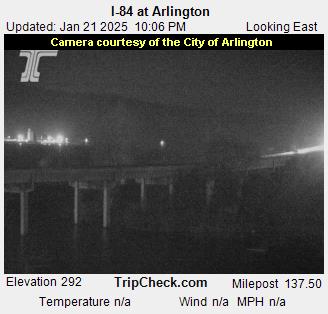 I-84 at Arlington
Updated: Jan 21 2025 10:06 PM Looking East
Camera courtesy of the City of Arlington
Elevation 292 TripCheck.com Milepost 137.50
Temperature n/a Wind n/a MPH n/a